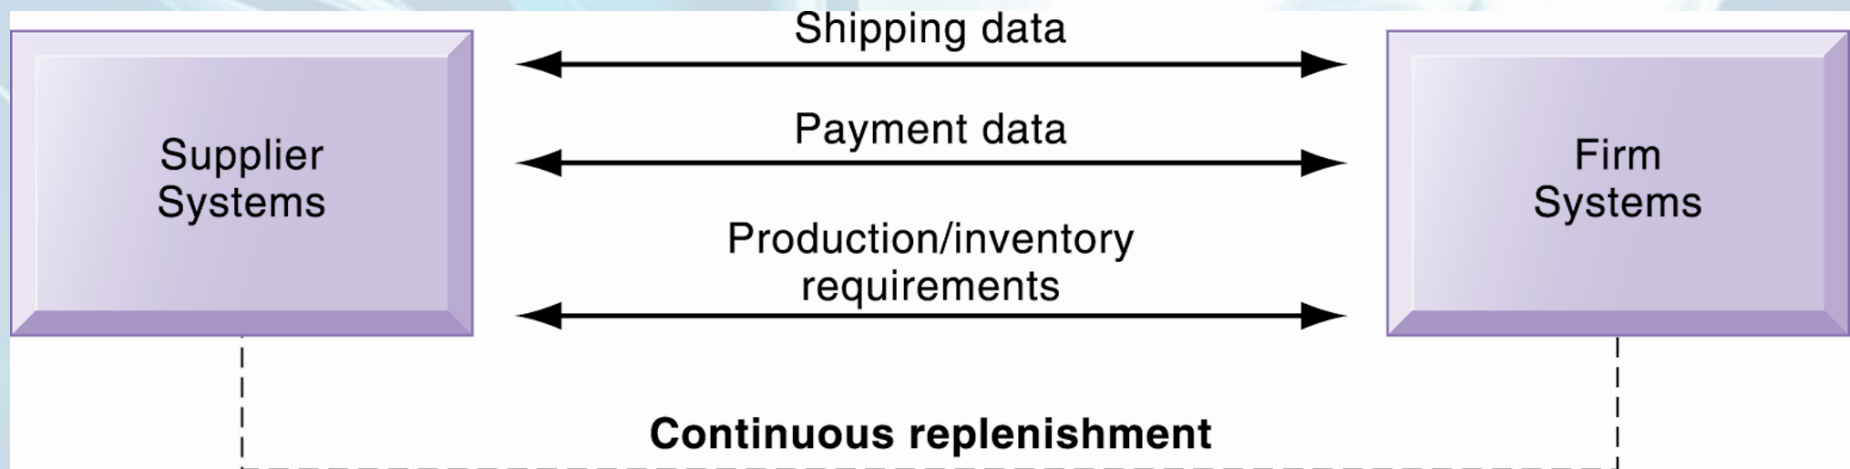 Shipping data
Payment data
Supplier
Systems
Firm
Systems
Production/inventory
requirements
Continuous replenishment